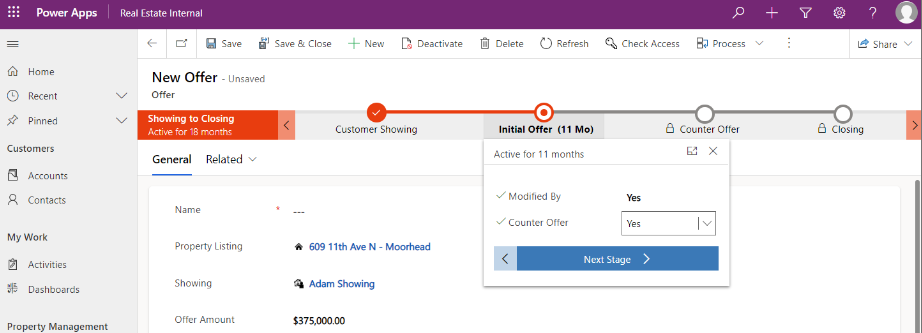 Power Apps Real Estate Internal
Save Save & Close New Deactivate Delete Refresh Check Access Process Share
Home
Recent
Pinned
Customers
Accounts
Contacts
My Work
Activities
Dashboards
Property Management
New Offer - Unsaved
Offer
Showing to Closing
Active for 18 months
Customer Showing
Initial Offer (11 Mo)
Counter Offer
Closing
General Related
Active for 11 months
Modified By Yes
Counter Offer Yes
Next Stage
Name * ---
Property Listing 609 11th Ave N - Moorhead
Showing Adam Showing
Offer Amount $375,000.00